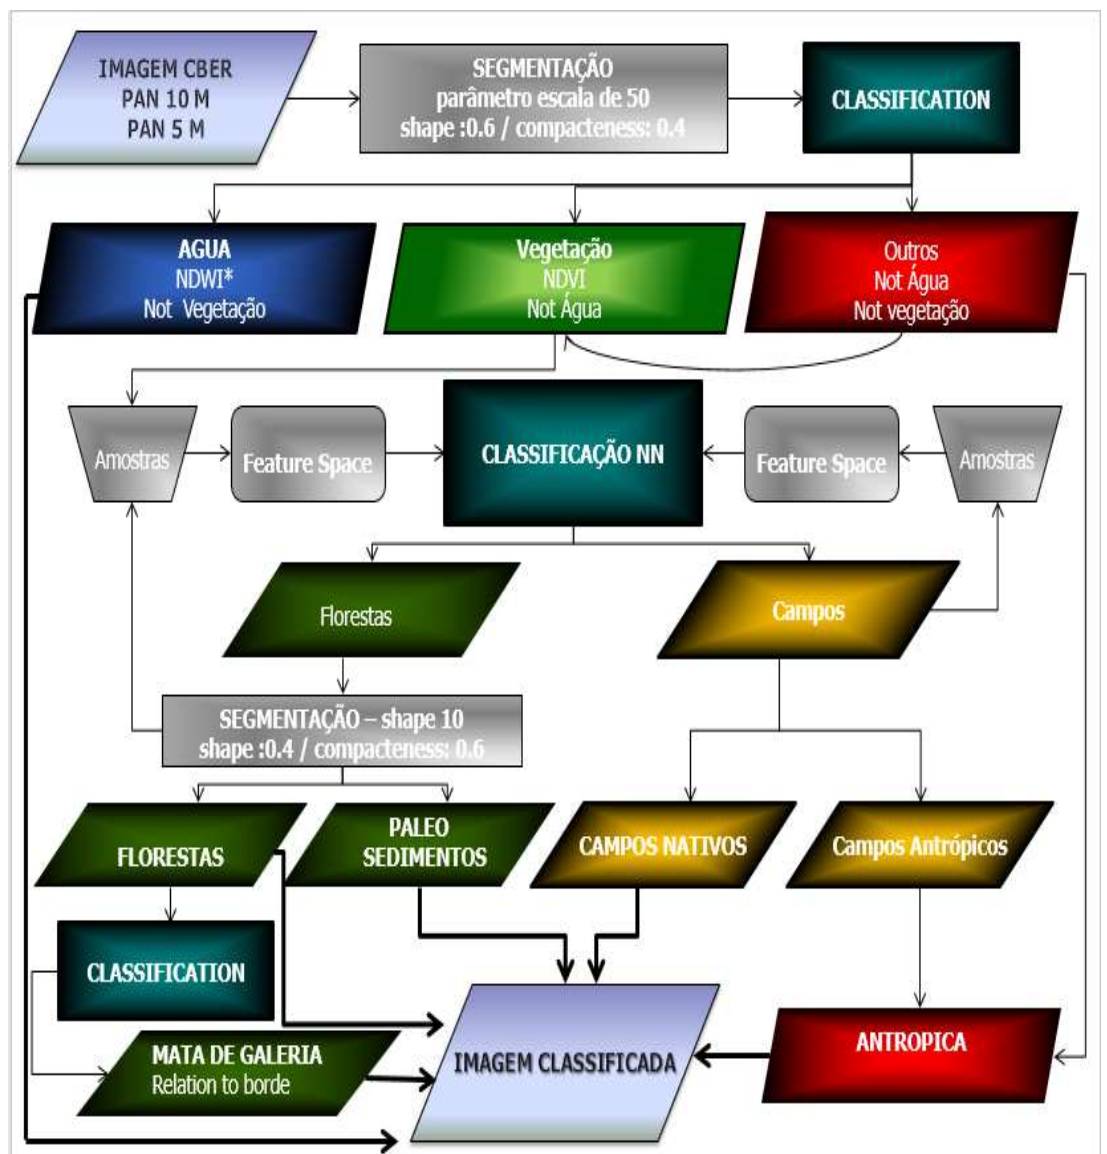 IMAGEM CBER
PAN 10 M
PAN 5 M
SEGMENTAÇÃO
parâmetro escala de 50
shape :0.6 / compacteness: 0.4
CLASSIFICATION
AGUA
NDWI*
Not Vegetação
Vegetação
NDVI
Not Água
Outros
Not Água
Not vegetação
Amostras
Feature Space
CLASSIFICAÇÃO NN
Feature Space
Amostras
Florestas
Campos
SEGMENTAÇÃO – shape 10
shape :0.4 / compacteness: 0.6
FLORESTAS
PALEO
SEDIMENTOS
CAMPOS NATIVOS
Campos Antrópicos
CLASSIFICATION
MATA DE GALERIA
Relation to borde
IMAGEM CLASSIFICADA
ANTROPICA